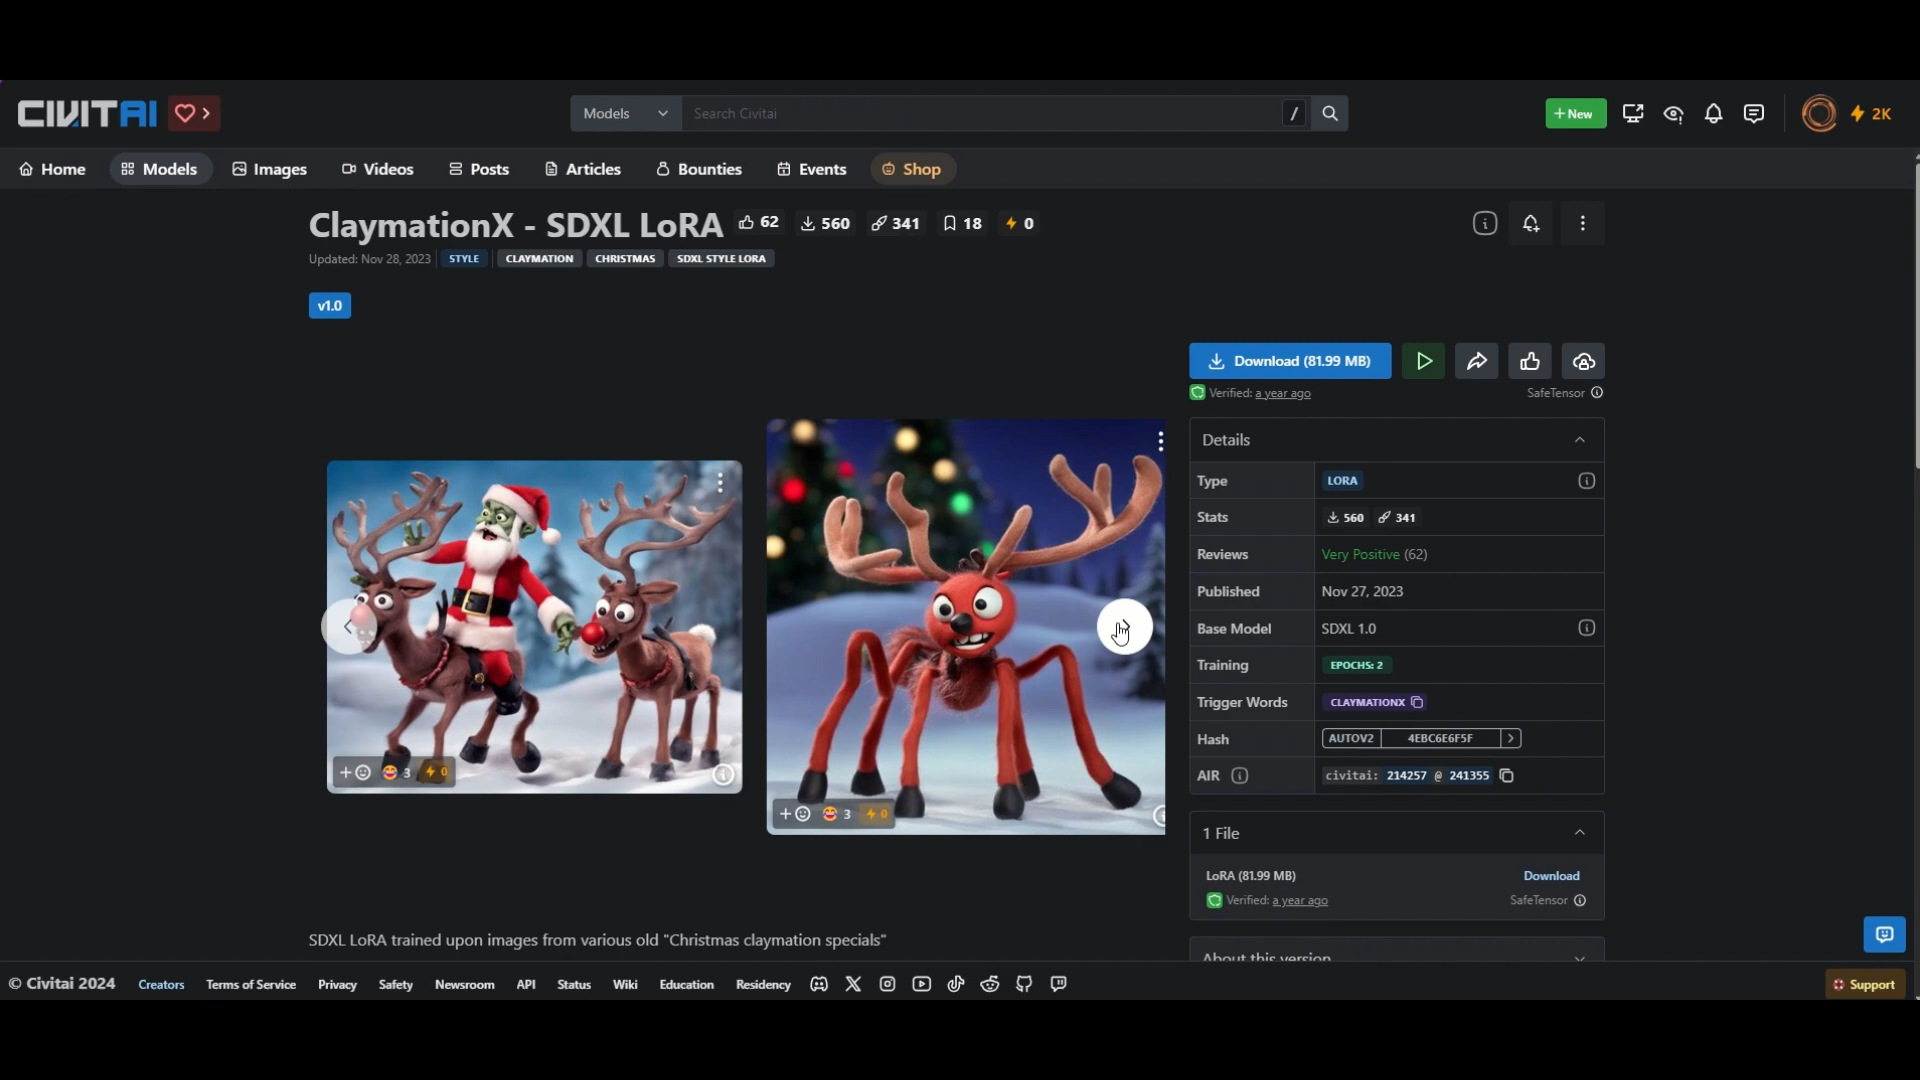 CIVITAI
Models
Search Civitai
/
+ New
2K
Home
Models
Images
Videos
Posts
Articles
Bounties
Events
Shop
ClaymationX - SDXL LoRA
62
560
341
18
0
Updated: Nov 28, 2023
STYLE
CLAYMATION
CHRISTMAS
SDXL STYLE LORA
v1.0
Download (81.99 MB)
Verified: a year ago
SafeTensor
Details
Type
LORA
Stats
560
341
Reviews
Very Positive (62)
Published
Nov 27, 2023
Base Model
SDXL 1.0
Training
EPOCHS: 2
Trigger Words
CLAYMATIONX
Hash
AUTOV2
4EBC6E6F5F
AIR
civitai: 214257 @ 241355
3
0
3
0
1 File
LoRA (81.99 MB)
Download
Verified: a year ago
SafeTensor
About this version
SDXL LoRA trained upon images from various old "Christmas claymation specials"
© Civitai 2024
Creators
Terms of Service
Privacy
Safety
Newsroom
API
Status
Wiki
Education
Residency
Support